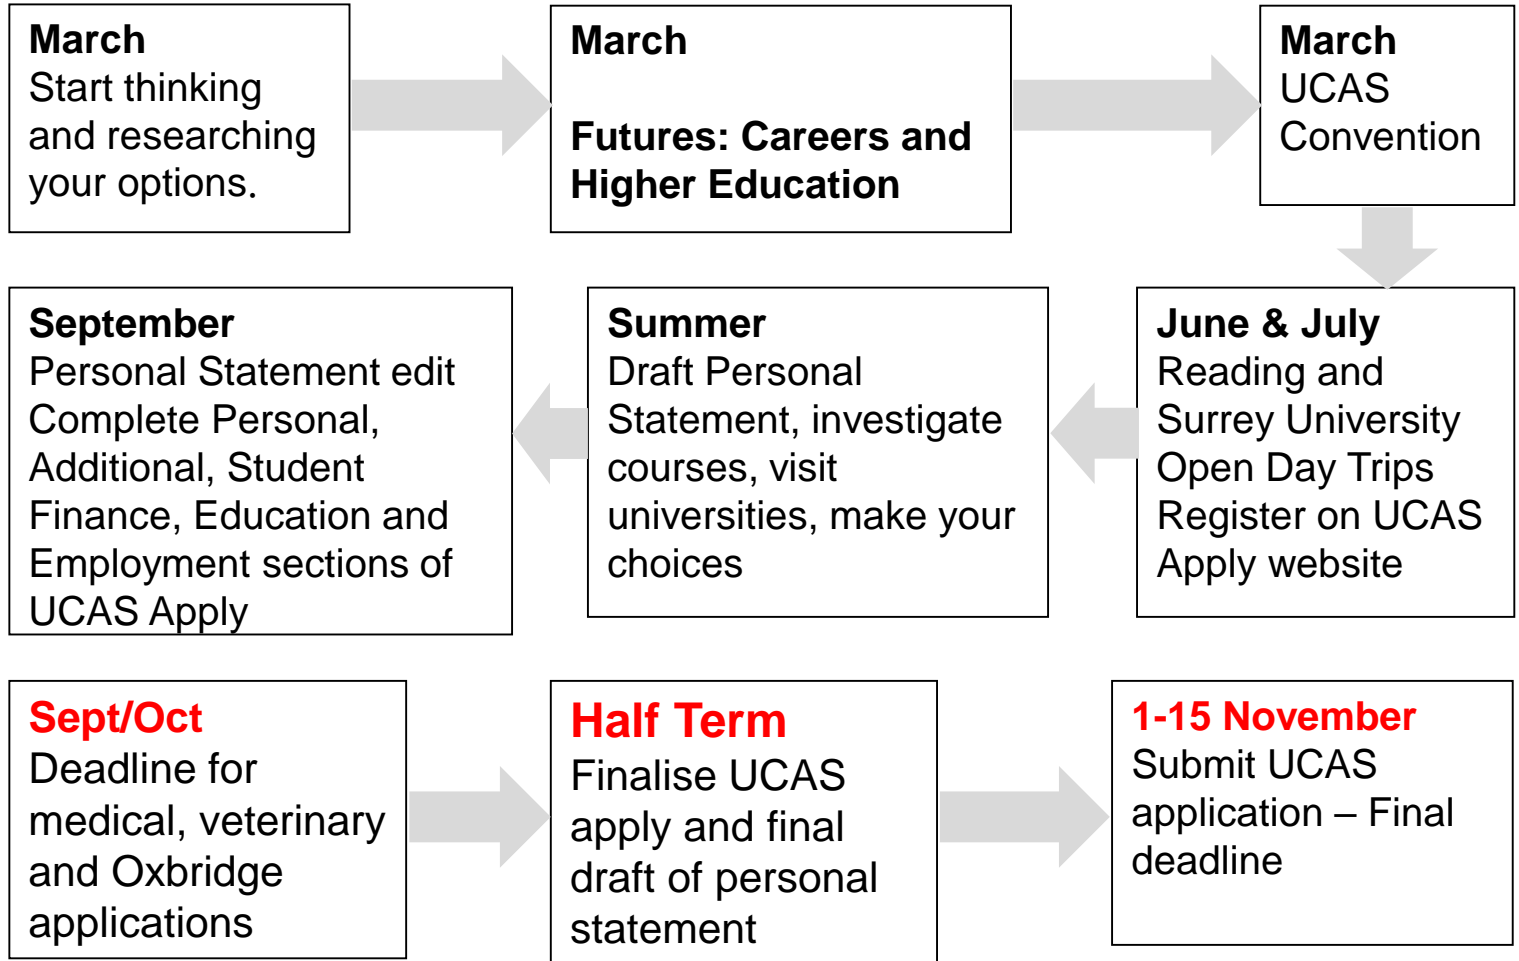 March
Start thinking
and researching
your options.
March
Futures: Careers and
Higher Education
March
UCAS
Convention
June & July
Reading and
Surrey University
Open Day Trips
Register on UCAS
Apply website
Summer
Draft Personal
Statement, investigate
courses, visit
universities, make your
choices
September
Personal Statement edit
Complete Personal,
Additional, Student
Finance, Education and
Employment sections of
UCAS Apply
Sept/Oct
Deadline for
medical, veterinary
and Oxbridge
applications
Half Term
Finalise UCAS
apply and final
draft of personal
statement
1-15 November
Submit UCAS
application – Final
deadline